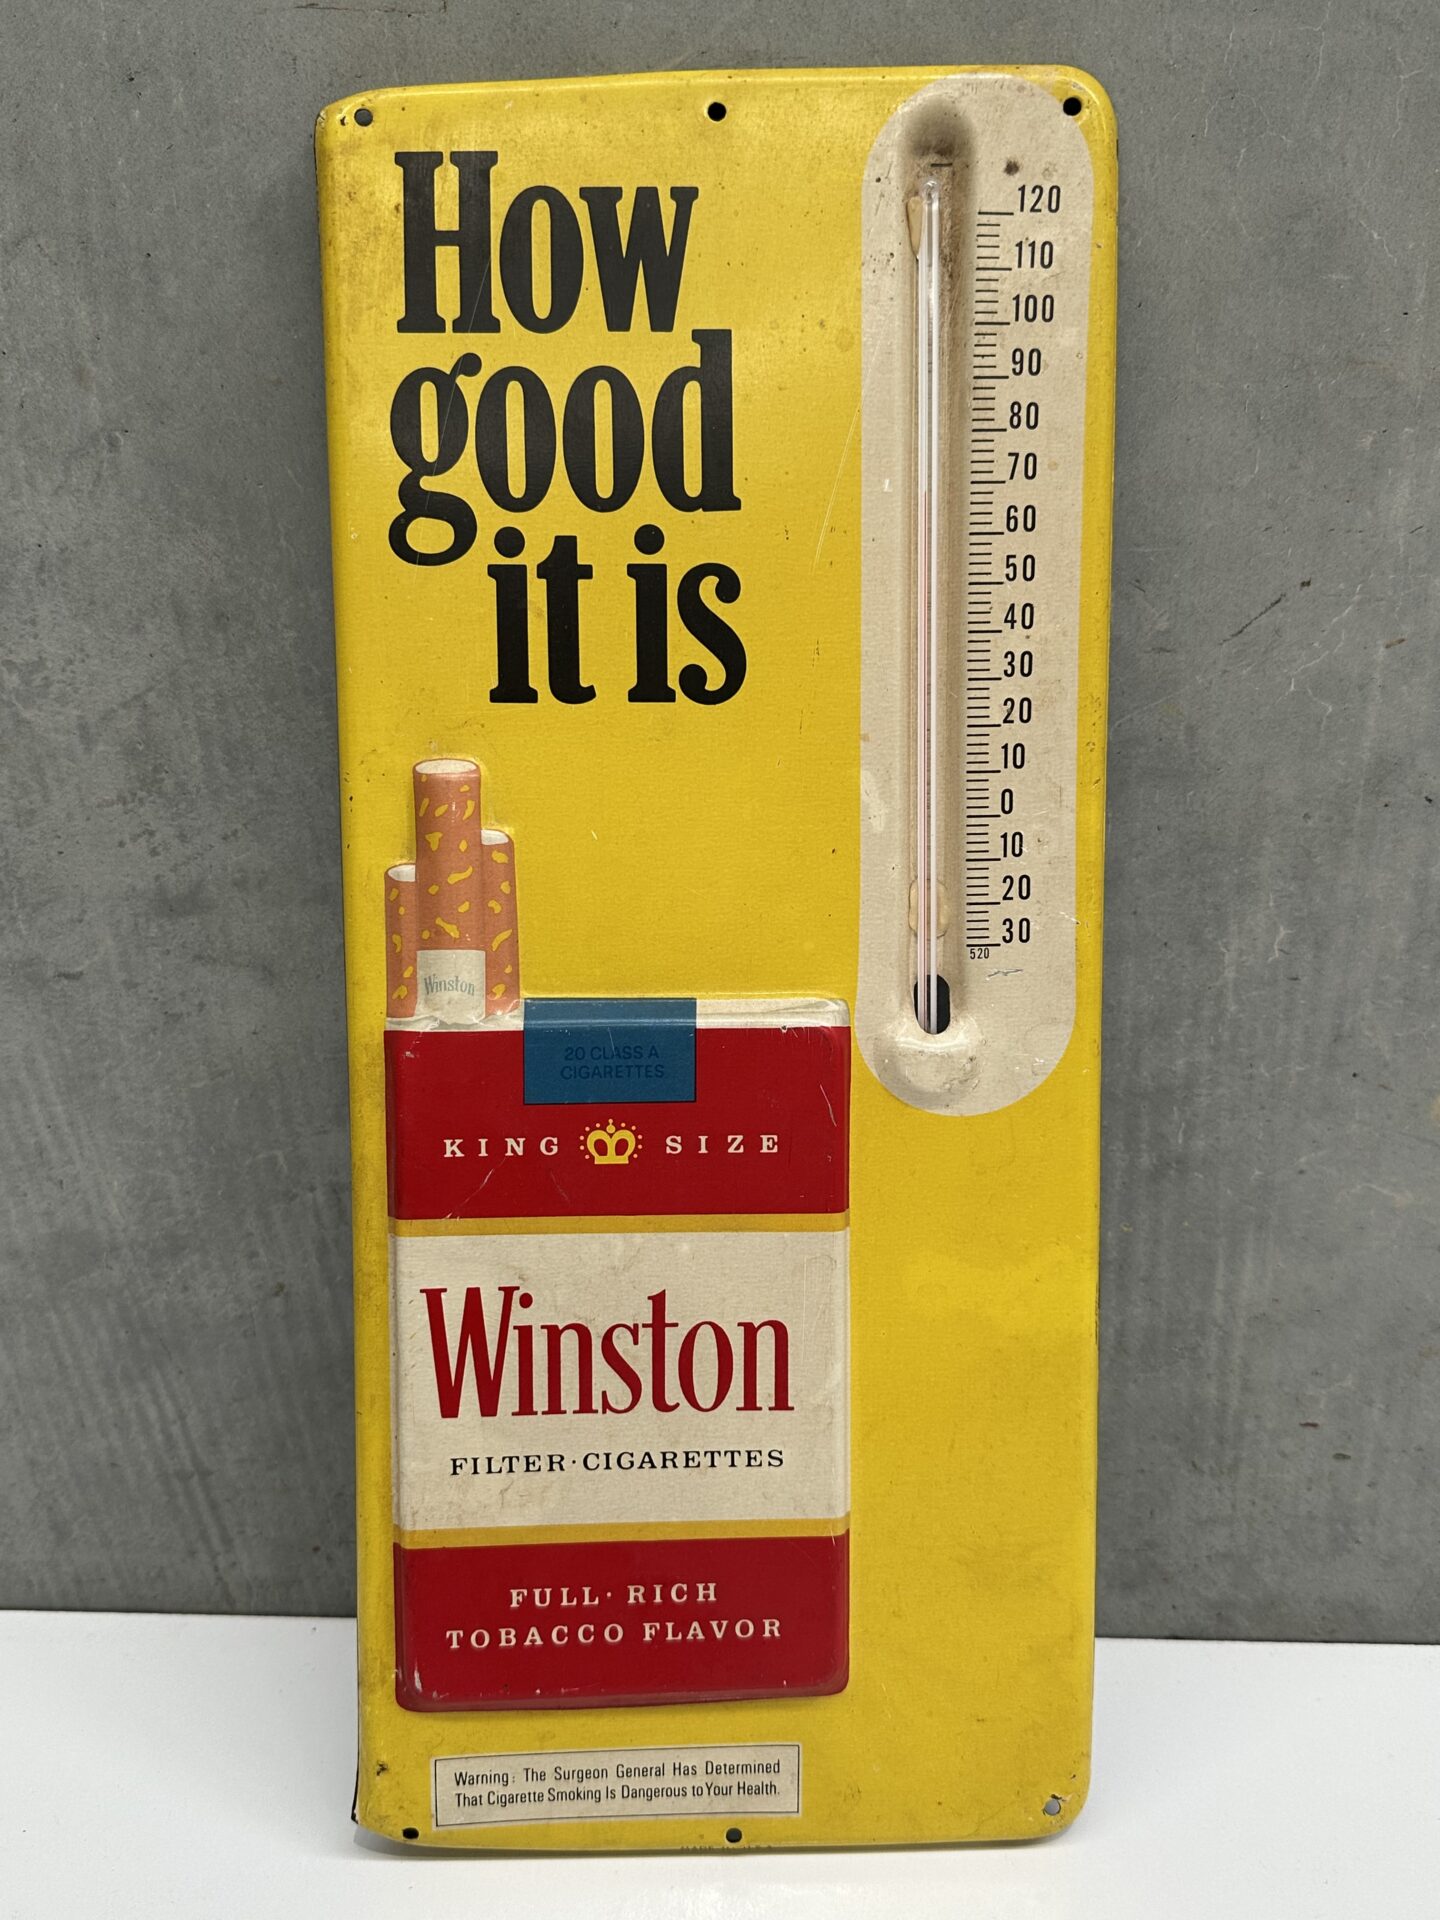 How
good
it is
120
110
100
90
80
70
60
50
40
30
20
10
0
10
20
30
520
Winston
20 CLASS A
CIGARETTES
KING SIZE
Winston
FILTER·CIGARETTES
FULL·RICH
TOBACCO FLAVOR
Warning: The Surgeon General Has Determined
That Cigarette Smoking Is Dangerous to Your Health.